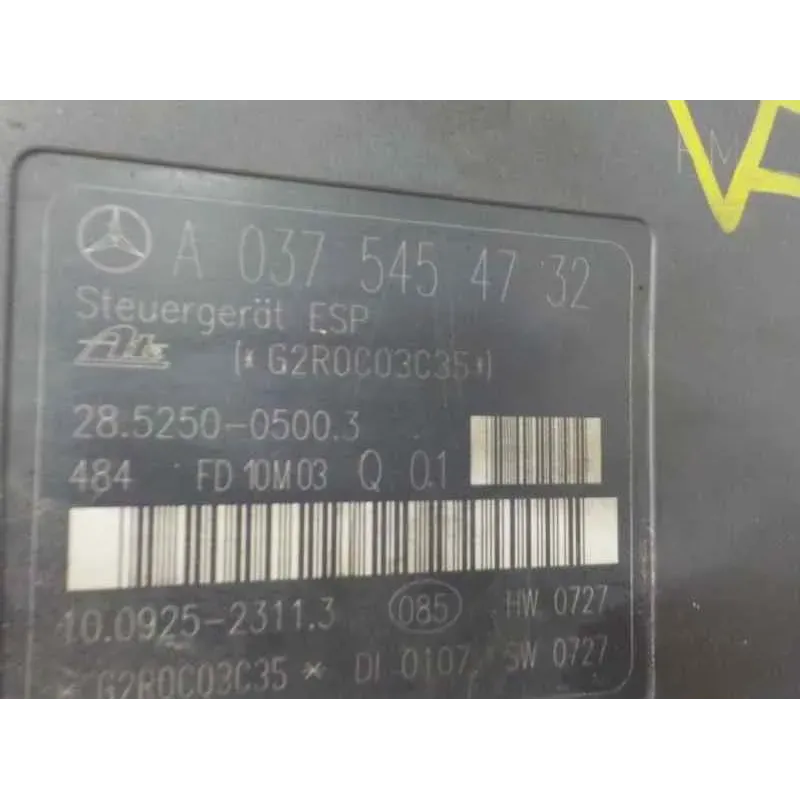 A 037 545 47 32
Steuergerät ESP
Ate (*G2R0C03C35*)
28.5250-0500.3
484 FD 10M03 Q 01
10.0925-2311.3 085 HW 0727
* G2R0C03C35 * DI 0107 SW 0727